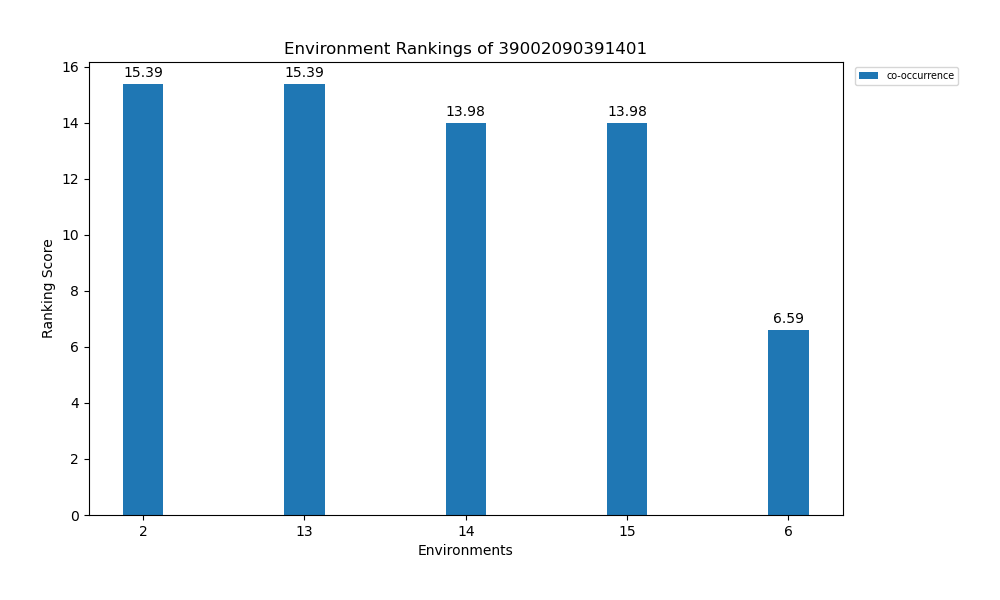 Environment Rankings of 39002090391401
co-occurrence
15.39
15.39
13.98
13.98
6.59
Ranking Score
16
14
12
10
8
6
4
2
0
2 13 14 15 6
Environments